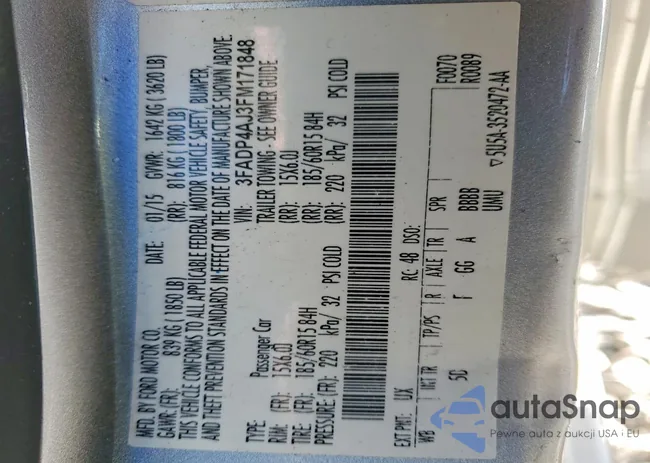 MFD. BY FORD MOTOR CO.
DATE: 07/15 GVWR: 1642 KG ( 3620 LB)
GAWR: (FR): 839 KG ( 1850 LB) (RR): 816 KG ( 1800 LB)
THIS VEHICLE CONFORMS TO ALL APPLICABLE FEDERAL MOTOR VEHICLE SAFETY, BUMPER,
AND THEFT PREVENTION STANDARDS IN EFFECT ON THE DATE OF MANUFACTURE SHOWN ABOVE.
VIN: 3FADP4AJ3FM171848
TYPE: Passenger Car TRAILER TOWING - SEE OWNER GUIDE
RIM: (FR): 15X6.0J (RR): 15X6.0J
TIRE: (FR): 185/60R15 84H (RR): 185/60R15 84H
PRESSURE: (FR): 220 kPa/ 32 PSI COLD (RR): 220 kPa/ 32 PSI COLD
EXT PNT: UX RC: 48 DSO: F0070
R0089
WB INT TR TP/PS R AXLE TR SPR
5D F GG A BBBB
UMU
5U5A-3520472-AA
autaSnap
Pewne auta z aukcji USA i EU